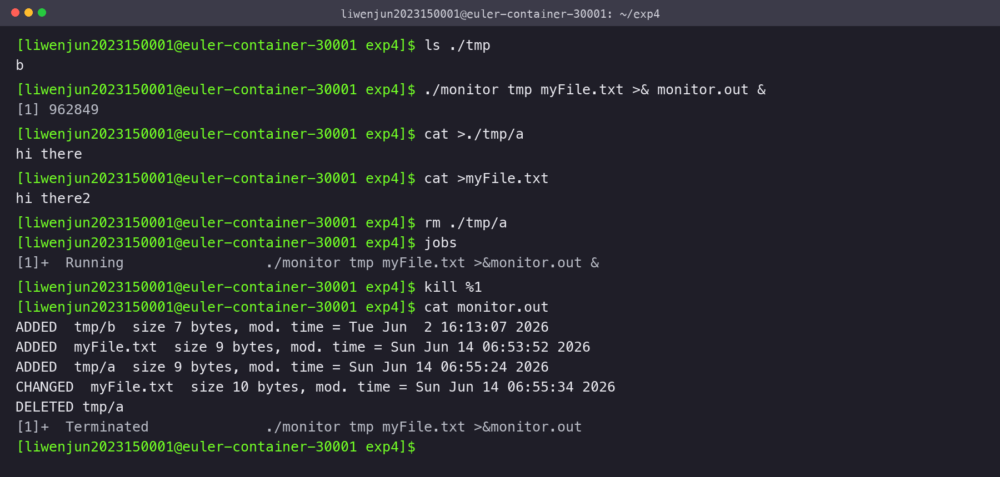 liwenjun2023150001@euler-container-30001: ~/exp4
[liwenjun2023150001@euler-container-30001 exp4]$ ls ./tmp
b
[liwenjun2023150001@euler-container-30001 exp4]$ ./monitor tmp myFile.txt >& monitor.out &
[1] 962849
[liwenjun2023150001@euler-container-30001 exp4]$ cat >./tmp/a
hi there
[liwenjun2023150001@euler-container-30001 exp4]$ cat >myFile.txt
hi there2
[liwenjun2023150001@euler-container-30001 exp4]$ rm ./tmp/a
[liwenjun2023150001@euler-container-30001 exp4]$ jobs
[1]+  Running                 ./monitor tmp myFile.txt >&monitor.out &
[liwenjun2023150001@euler-container-30001 exp4]$ kill %1
[liwenjun2023150001@euler-container-30001 exp4]$ cat monitor.out
ADDED  tmp/b  size 7 bytes, mod. time = Tue Jun  2 16:13:07 2026
ADDED  myFile.txt  size 9 bytes, mod. time = Sun Jun 14 06:53:52 2026
ADDED  tmp/a  size 9 bytes, mod. time = Sun Jun 14 06:55:24 2026
CHANGED  myFile.txt  size 10 bytes, mod. time = Sun Jun 14 06:55:34 2026
DELETED tmp/a
[1]+  Terminated              ./monitor tmp myFile.txt >&monitor.out
[liwenjun2023150001@euler-container-30001 exp4]$